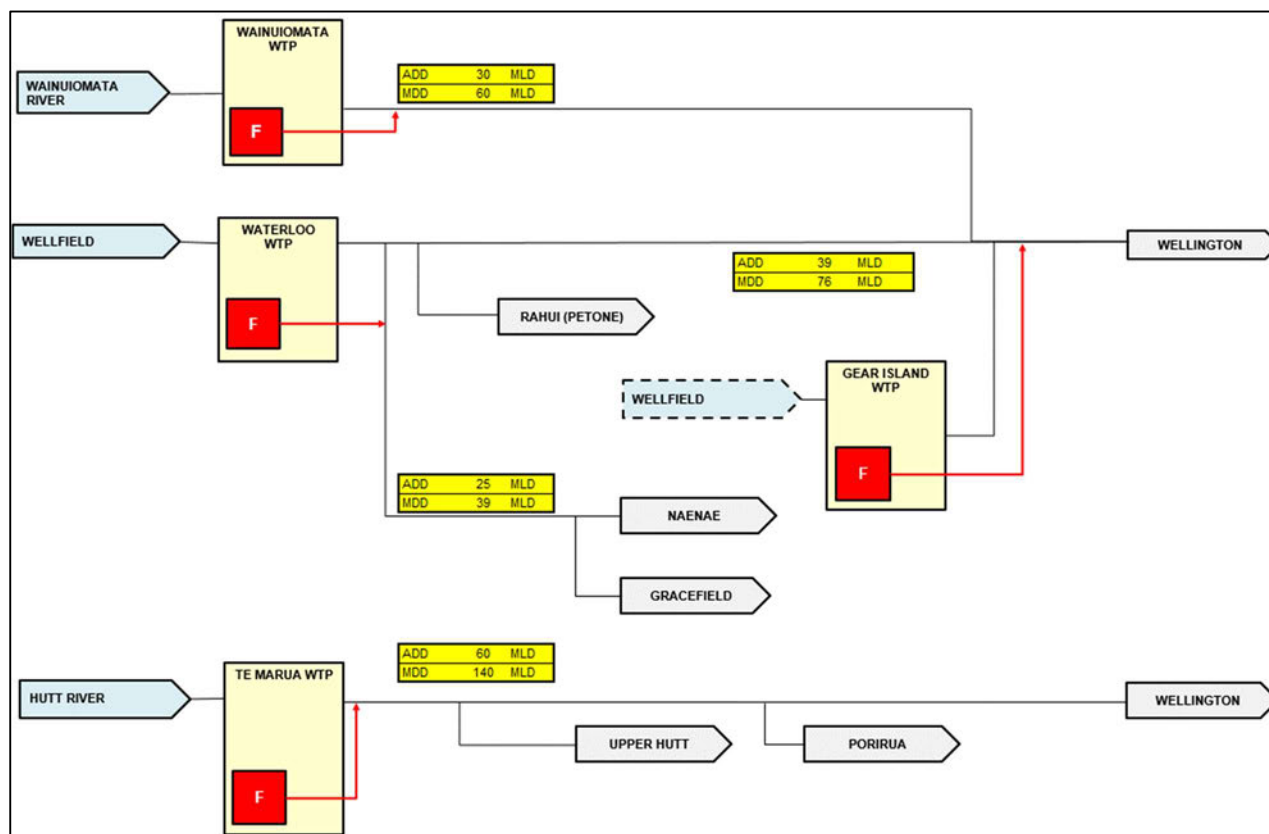 WAINUIOMATA
WTP
WAINUIOMATA
RIVER
ADD 30 MLD
MDD 60 MLD
F
WELLFIELD
WATERLOO
WTP
WELLINGTON
ADD 39 MLD
MDD 76 MLD
F
RAHUI (PETONE)
WELLFIELD
GEAR ISLAND
WTP
F
ADD 25 MLD
MDD 39 MLD
NAENAE
GRACEFIELD
ADD 60 MLD
MDD 140 MLD
TE MARUA WTP
HUTT RIVER
WELLINGTON
UPPER HUTT
PORIRUA
F